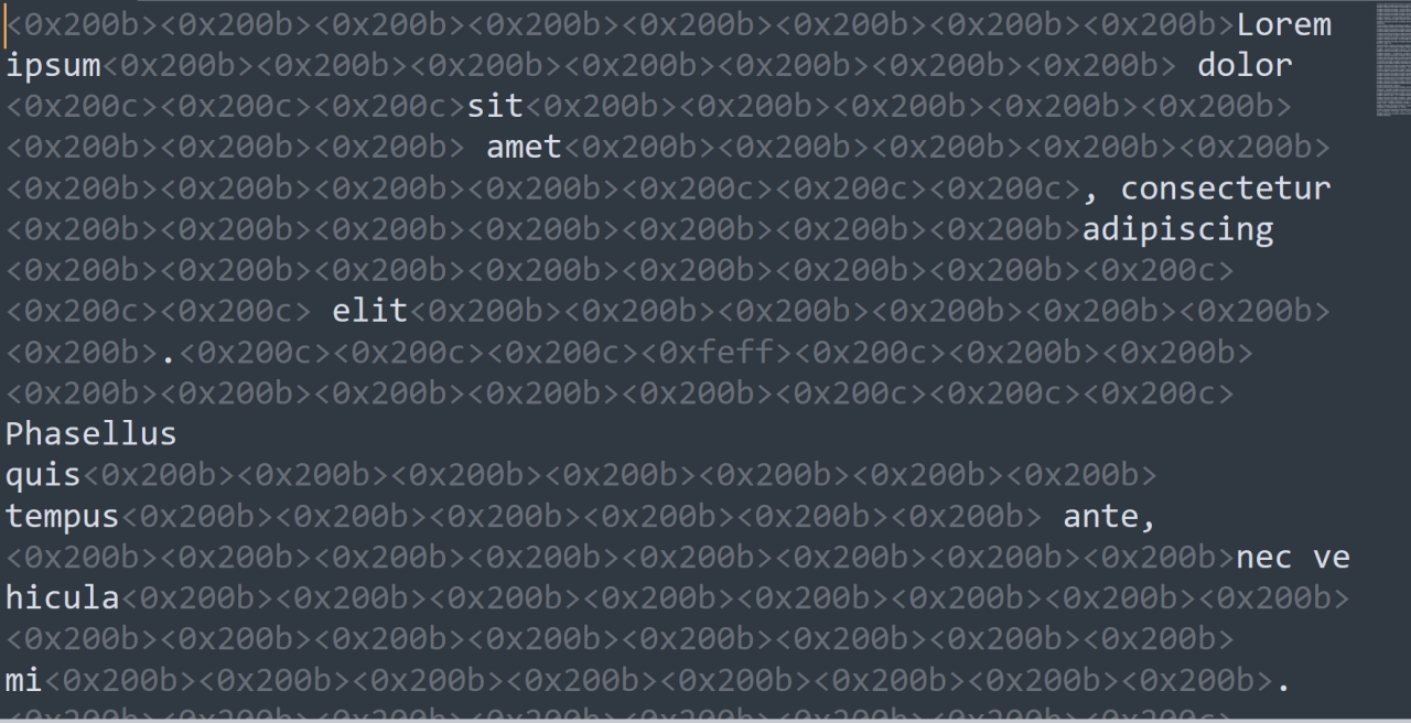 <0x200b><0x200b><0x200b><0x200b><0x200b><0x200b><0x200b><0x200b>Lorem
ipsum<0x200b><0x200b><0x200b><0x200b><0x200b><0x200b><0x200b> dolor
<0x200c><0x200c><0x200c>sit<0x200b><0x200b><0x200b><0x200b><0x200b>
<0x200b><0x200b><0x200b> amet<0x200b><0x200b><0x200b><0x200b><0x200b>
<0x200b><0x200b><0x200b><0x200b><0x200c><0x200c><0x200c>, consectetur
<0x200b><0x200b><0x200b><0x200b><0x200b><0x200b><0x200b>adipiscing
<0x200b><0x200b><0x200b><0x200b><0x200b><0x200b><0x200b><0x200c>
<0x200c><0x200c> elit<0x200b><0x200b><0x200b><0x200b><0x200b><0x200b>
<0x200b>.<0x200c><0x200c><0x200c><0xfeff><0x200c><0x200b><0x200b>
<0x200b><0x200b><0x200b><0x200b><0x200b><0x200c><0x200c><0x200c>
Phasellus
quis<0x200b><0x200b><0x200b><0x200b><0x200b><0x200b><0x200b>
tempus<0x200b><0x200b><0x200b><0x200b><0x200b><0x200b> ante,
<0x200b><0x200b><0x200b><0x200b><0x200b><0x200b><0x200b><0x200b>nec ve
hicula<0x200b><0x200b><0x200b><0x200b><0x200b><0x200b><0x200b><0x200b>
<0x200b><0x200b><0x200b><0x200b><0x200b><0x200b><0x200b><0x200b>
mi<0x200b><0x200b><0x200b><0x200b><0x200b><0x200b><0x200b><0x200b>.